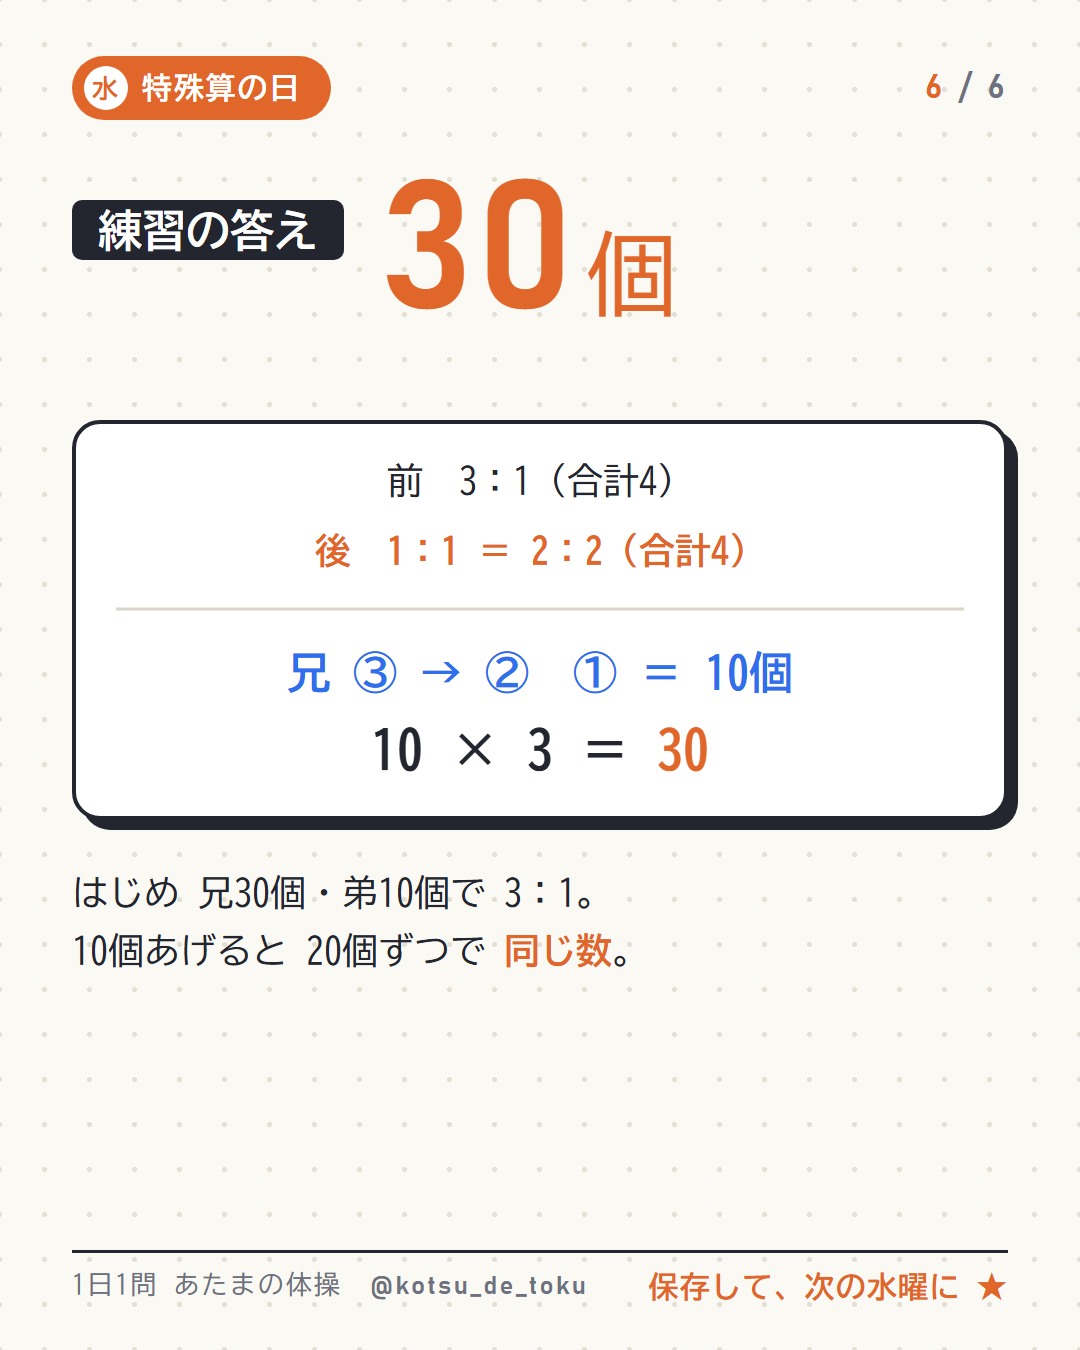 水 特殊算の日
6 / 6
練習の答え 30個
前　3：1（合計4）
後　1：1 ＝ 2：2（合計4）
兄 ③ → ②　① ＝ 10個
10 × 3 ＝ 30
はじめ 兄30個・弟10個で 3：1。
10個あげると 20個ずつで 同じ数。
1日1問 あたまの体操 @kotsu_de_toku 保存して、次の水曜に ★